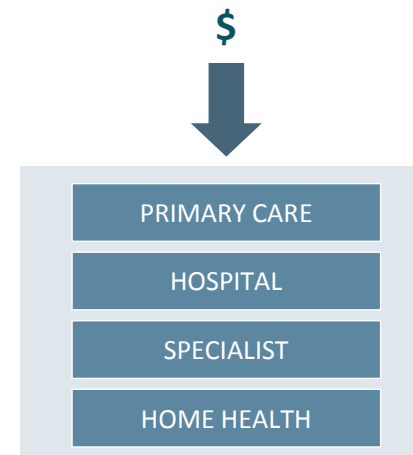 $
PRIMARY CARE
HOSPITAL
SPECIALIST
HOME HEALTH